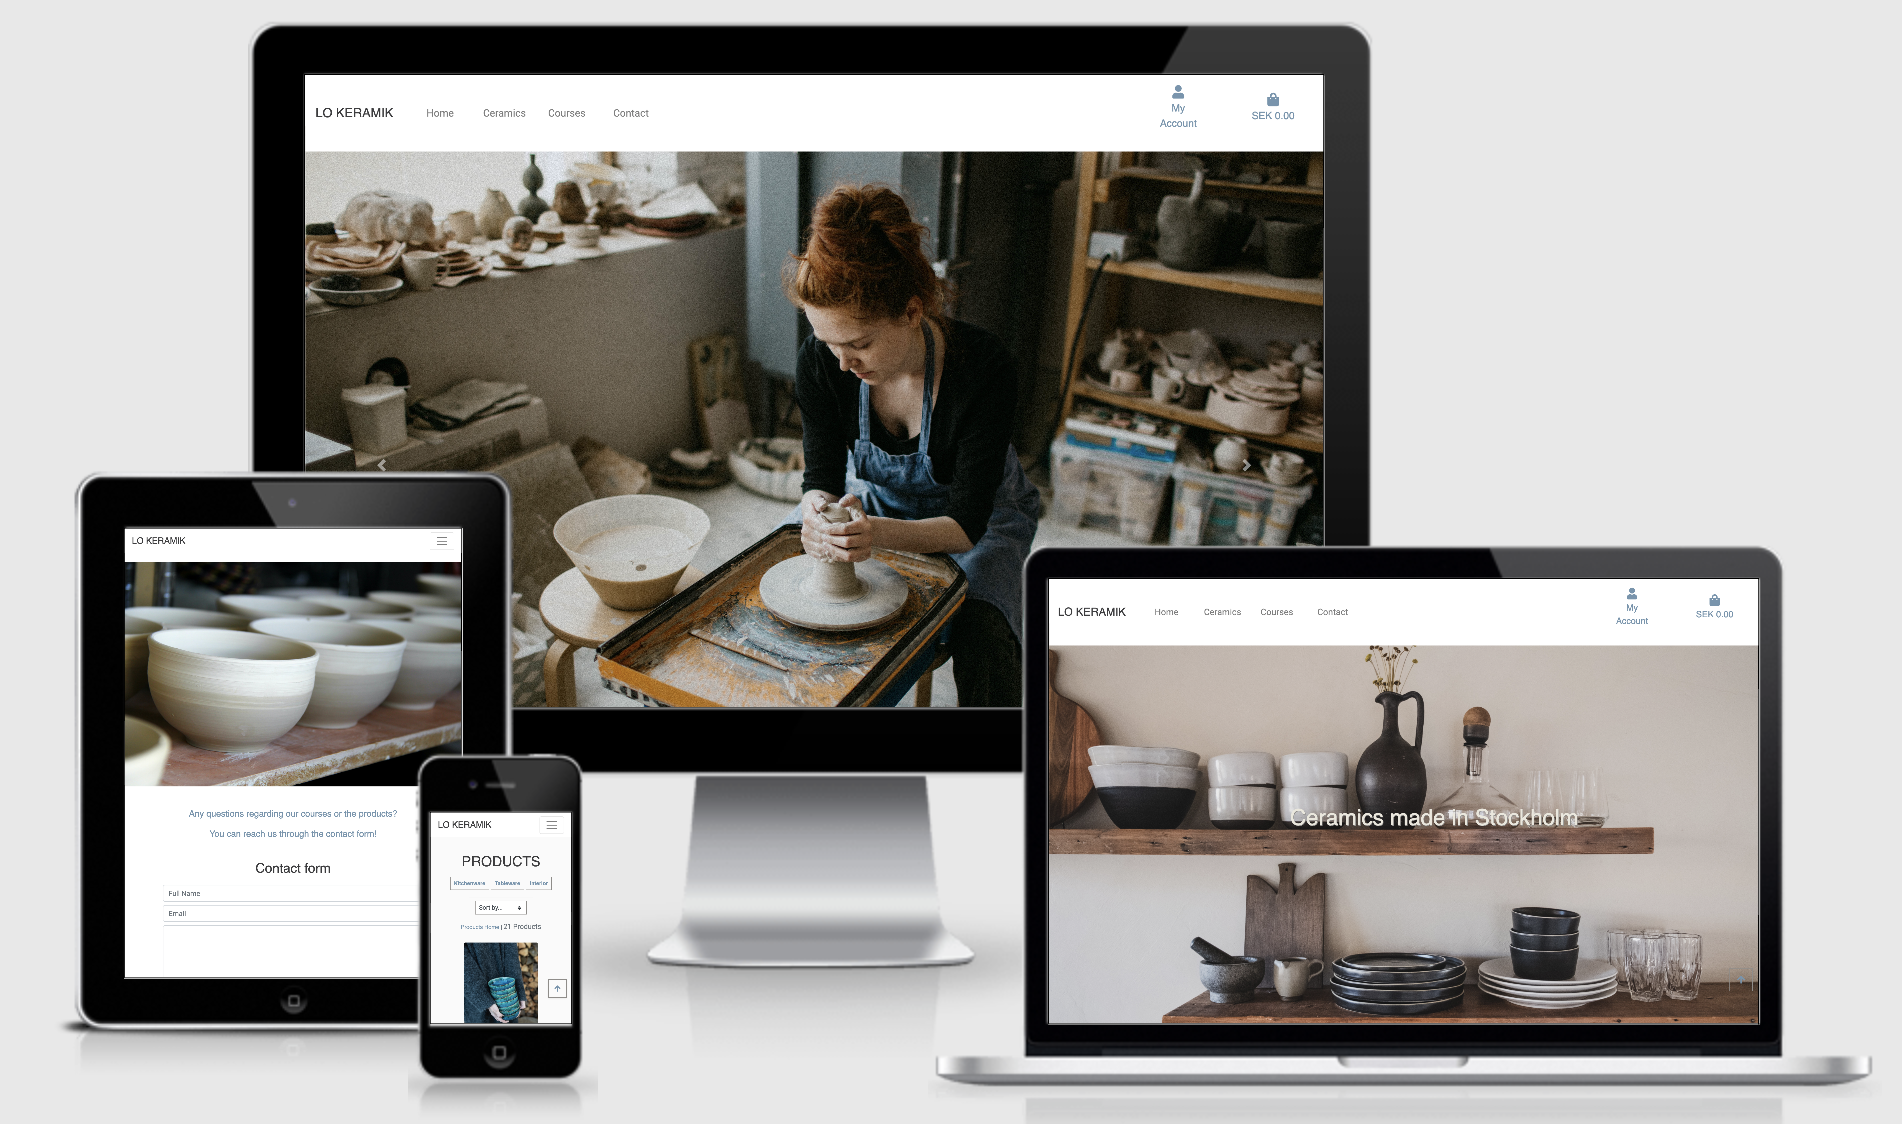 LO KERAMIK
Home
Ceramics
Courses
Contact
My
Account
SEK 0.00
LO KERAMIK
Any questions regarding our courses or the products?
You can reach us through the contact form!
Contact form
Full Name
Email
LO KERAMIK
PRODUCTS
Kitchenware
Tableware
Interior
Sort by...
Products Home | 21 Products
LO KERAMIK
Home
Ceramics
Courses
Contact
My
Account
SEK 0.00
Ceramics made in Stockholm